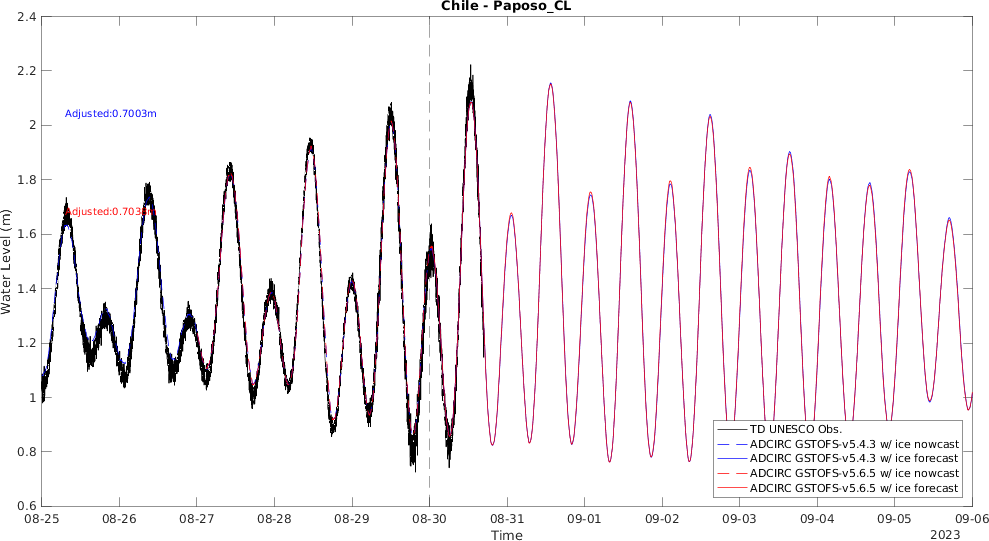 Chile - Paposo_CL
2.4
2.2
2
1.8
1.6
1.4
1.2
1
0.8
0.6
Water Level (m)
Adjusted:0.7003m
TD UNESCO Obs.
ADCIRC GSTOFS-v5.4.3 w/ ice nowcast
ADCIRC GSTOFS-v5.4.3 w/ ice forecast
ADCIRC GSTOFS-v5.6.5 w/ ice nowcast
ADCIRC GSTOFS-v5.6.5 w/ ice forecast
08-25 08-26 08-27 08-28 08-29 08-30 08-31 09-01 09-02 09-03 09-04 09-05 09-06
Time
2023